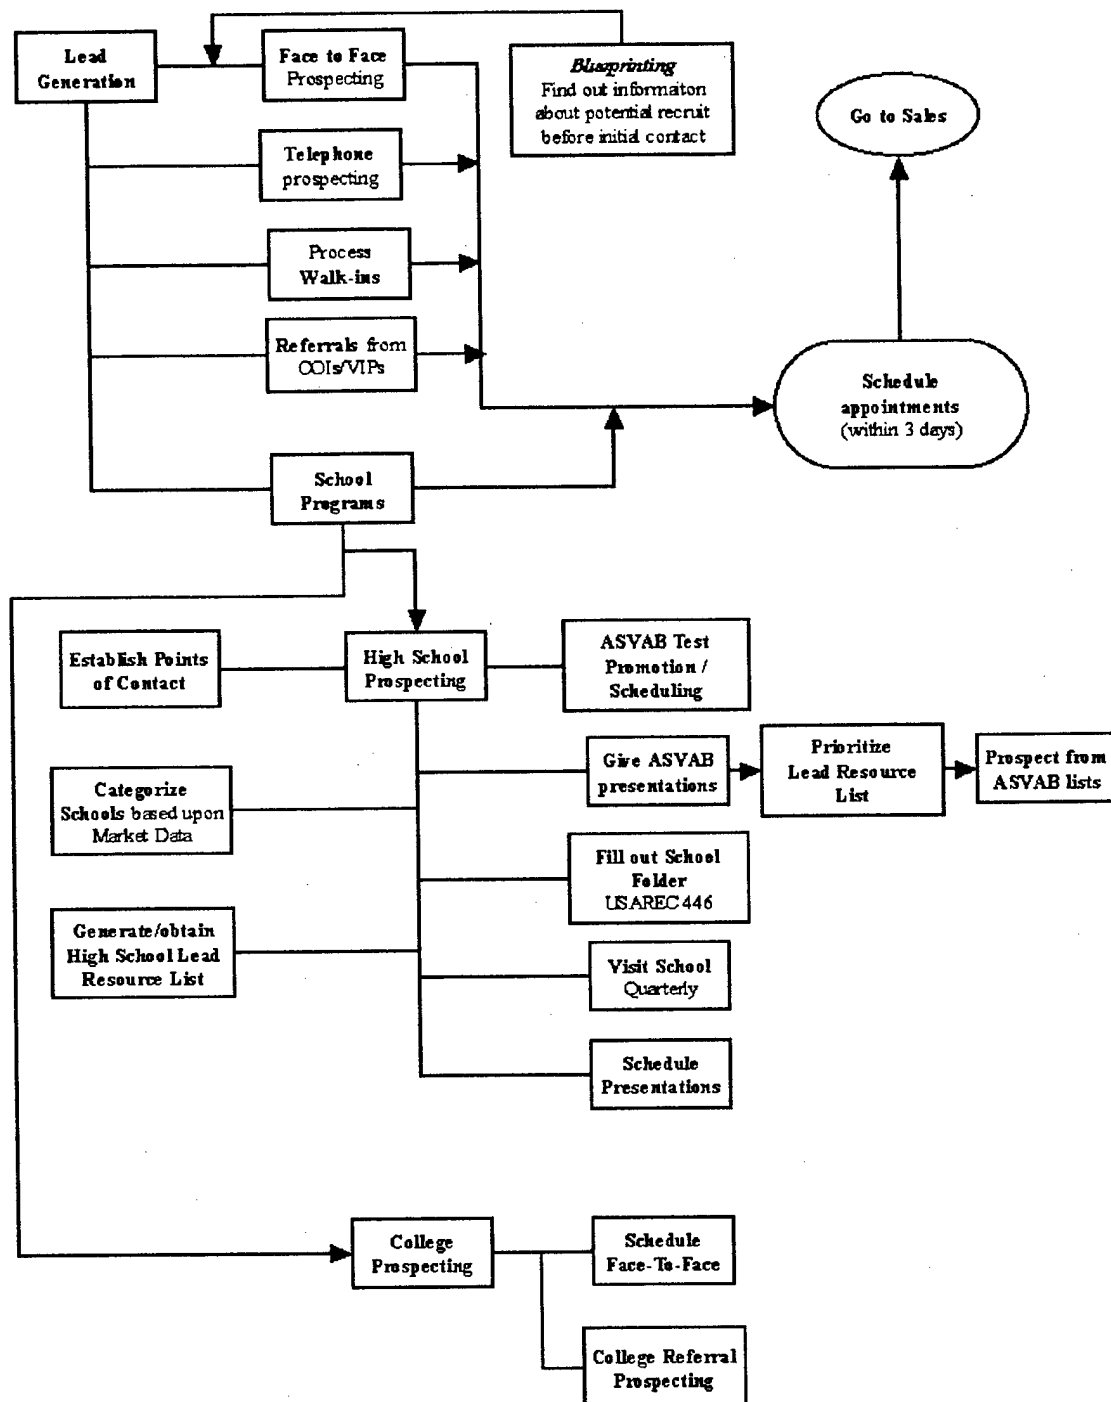 Lead
Generation
Face to Face
Prospecting
Blueprinting
Find out informaiton
about potential recruit
before initial contact
Go to Sales
Telephone
prospecting
Process
Walk-ins
Referrals from
COIs/VIPs
Schedule
appointments
(within 3 days)
School
Programs
Establish Points
of Contact
High School
Prospecting
ASVAB Test
Promotion /
Scheduling
Give ASVAB
presentations
Prioritize
Lead Resource
List
Prospect from
ASVAB lists
Categorize
Schools based upon
Market Data
Fill out School
Folder
USAREC 446
Generate/obtain
High School Lead
Resource List
Visit School
Quarterly
Schedule
Presentations
College
Prospecting
Schedule
Face-To-Face
College Referral
Prospecting